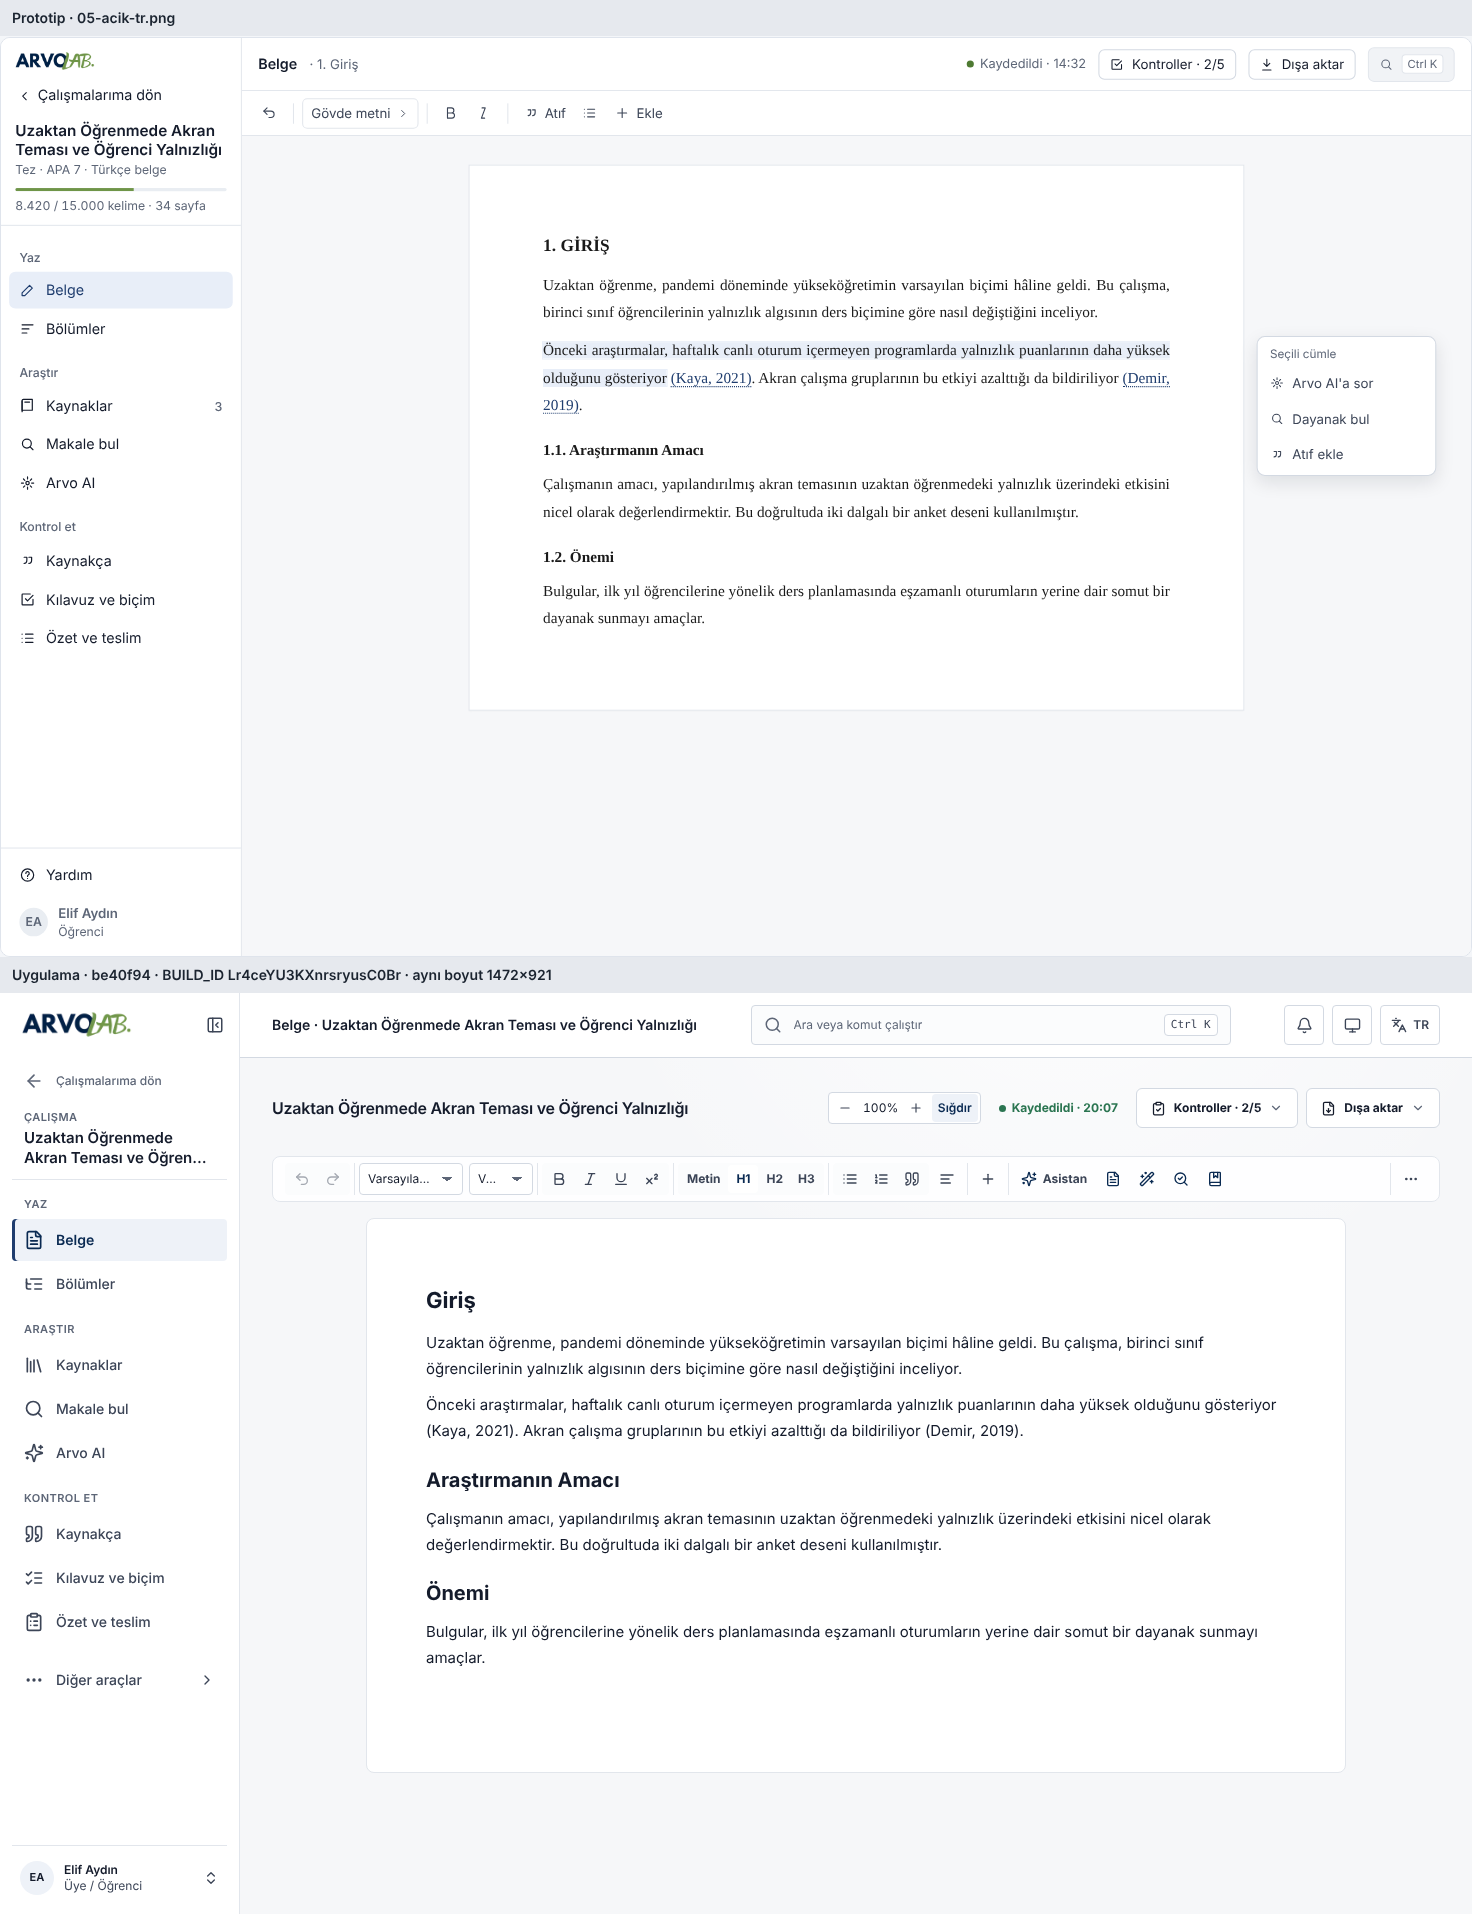 Prototip · 05-acik-tr.png
ARVOLAB.
Çalışmalarıma dön
Uzaktan Öğrenmede Akran
Teması ve Öğrenci Yalnızlığı
Tez · APA 7 · Türkçe belge
8.420 / 15.000 kelime · 34 sayfa
Yaz
Belge
Bölümler
Araştır
Kaynaklar 3
Makale bul
Arvo AI
Kontrol et
Kaynakça
Kılavuz ve biçim
Özet ve teslim
Yardım
EA
Elif Aydın
Öğrenci
Belge · 1. Giriş
Kaydedildi · 14:32
Kontroller · 2/5
Dışa aktar
Ctrl K
Gövde metni
B
I
Atıf
Ekle
1. GİRİŞ
Uzaktan öğrenme, pandemi döneminde yükseköğretimin varsayılan biçimi hâline geldi. Bu çalışma,
birinci sınıf öğrencilerinin yalnızlık algısının ders biçimine göre nasıl değiştiğini inceliyor.
Önceki araştırmalar, haftalık canlı oturum içermeyen programlarda yalnızlık puanlarının daha yüksek
olduğunu gösteriyor (Kaya, 2021). Akran çalışma gruplarının bu etkiyi azalttığı da bildiriliyor (Demir,
2019).
1.1. Araştırmanın Amacı
Çalışmanın amacı, yapılandırılmış akran temasının uzaktan öğrenmedeki yalnızlık üzerindeki etkisini
nicel olarak değerlendirmektir. Bu doğrultuda iki dalgalı bir anket deseni kullanılmıştır.
1.2. Önemi
Bulgular, ilk yıl öğrencilerine yönelik ders planlamasında eşzamanlı oturumların yerine dair somut bir
dayanak sunmayı amaçlar.
Seçili cümle
Arvo AI'a sor
Dayanak bul
Atıf ekle
Uygulama · be40f94 · BUILD_ID Lr4ceYU3KXnrsryusC0Br · aynı boyut 1472×921
ARVOLAB.
Çalışmalarıma dön
ÇALIŞMA
Uzaktan Öğrenmede
Akran Teması ve Öğren...
YAZ
Belge
Bölümler
ARAŞTIR
Kaynaklar
Makale bul
Arvo AI
KONTROL ET
Kaynakça
Kılavuz ve biçim
Özet ve teslim
Diğer araçlar
EA
Elif Aydın
Üye / Öğrenci
Belge · Uzaktan Öğrenmede Akran Teması ve Öğrenci Yalnızlığı
Ara veya komut çalıştır
Ctrl K
TR
Uzaktan Öğrenmede Akran Teması ve Öğrenci Yalnızlığı
100%
Sığdır
Kaydedildi · 20:07
Kontroller · 2/5
Dışa aktar
Varsayıla...
V...
B
I
U
x²
Metin
H1
H2
H3
Asistan
Giriş
Uzaktan öğrenme, pandemi döneminde yükseköğretimin varsayılan biçimi hâline geldi. Bu çalışma, birinci sınıf
öğrencilerinin yalnızlık algısının ders biçimine göre nasıl değiştiğini inceliyor.
Önceki araştırmalar, haftalık canlı oturum içermeyen programlarda yalnızlık puanlarının daha yüksek olduğunu gösteriyor
(Kaya, 2021). Akran çalışma gruplarının bu etkiyi azalttığı da bildiriliyor (Demir, 2019).
Araştırmanın Amacı
Çalışmanın amacı, yapılandırılmış akran temasının uzaktan öğrenmedeki yalnızlık üzerindeki etkisini nicel olarak
değerlendirmektir. Bu doğrultuda iki dalgalı bir anket deseni kullanılmıştır.
Önemi
Bulgular, ilk yıl öğrencilerine yönelik ders planlamasında eşzamanlı oturumların yerine dair somut bir dayanak sunmayı
amaçlar.